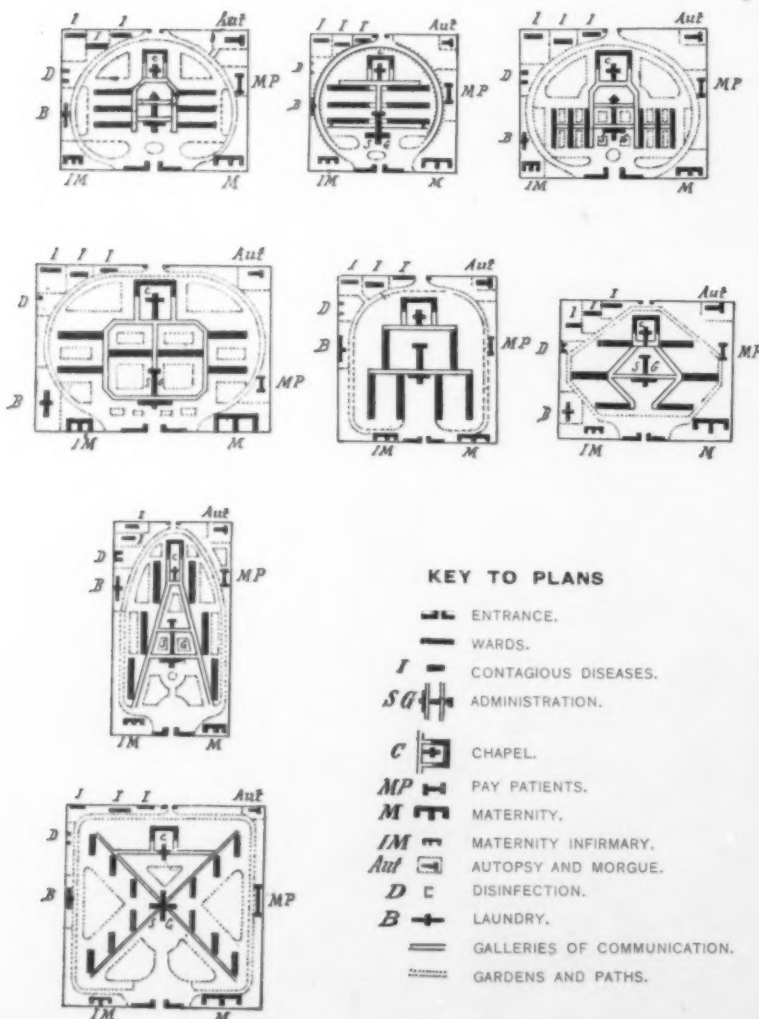 I I I Aut
D
C
MP
B
S G
IM M
I I I Aut
C
MP
S G
IM M
I I I Aut
D
C
MP
B
S G
IM M
I I I Aut
D
C
S G
MP
B
IM M
I I I Aut
D
C
B
MP
S G
IM M
I I I Aut
C
D
MP
S G
B
IM M
I Aut
I
D
C
B
MP
S G
IM M
I I I Aut
D
C
B
MP
S G
IM M
KEY TO PLANS
ENTRANCE.
WARDS.
I CONTAGIOUS DISEASES.
SG ADMINISTRATION.
C CHAPEL.
MP PAY PATIENTS.
M MATERNITY.
IM MATERNITY INFIRMARY.
Aut AUTOPSY AND MORGUE.
D DISINFECTION.
B LAUNDRY.
GALLERIES OF COMMUNICATION.
GARDENS AND PATHS.